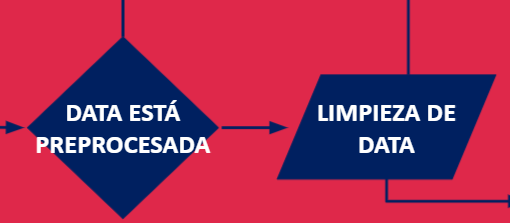 DATA ESTÁ
PREPROCESADA
LIMPIEZA DE
DATA